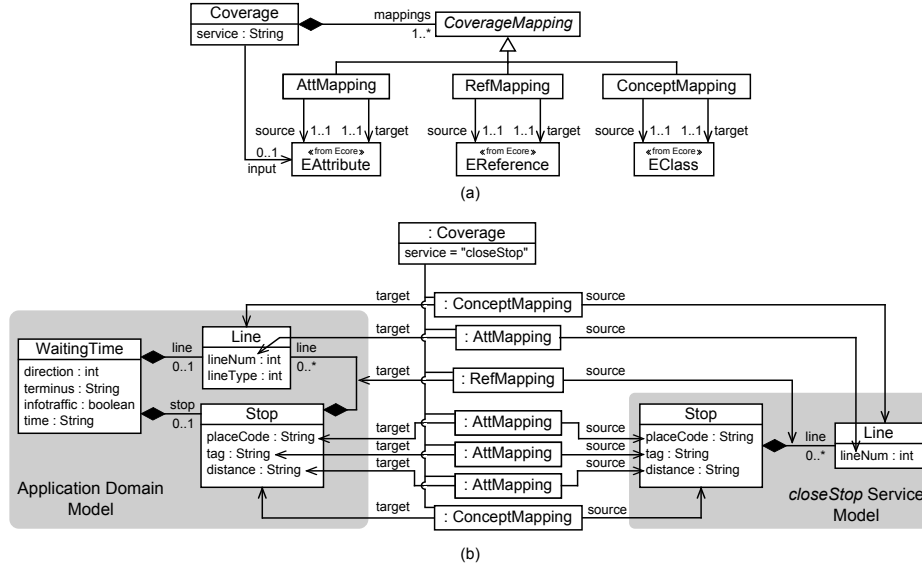 Coverage
service : String
mappings
1..*
CoverageMapping
AttMapping
RefMapping
ConceptMapping
source 1..1 1..1 target
source 1..1 1..1 target
source 1..1 1..1 target
0..1
input
«from Ecore»
EAttribute
«from Ecore»
EReference
«from Ecore»
EClass
(a)
: Coverage
service = "closeStop"
target : ConceptMapping source
target : AttMapping source
target : RefMapping source
target : AttMapping source
target : AttMapping source
target : AttMapping source
target : ConceptMapping source
WaitingTime
direction : int
terminus : String
infotraffic : boolean
time : String
line
0..1
stop
0..1
Line
lineNum : int
lineType : int
line
0..*
Stop
placeCode : String
tag : String
distance : String
Application Domain
Model
Stop
placeCode : String
tag : String
distance : String
line
0..*
Line
lineNum : int
closeStop Service
Model
(b)